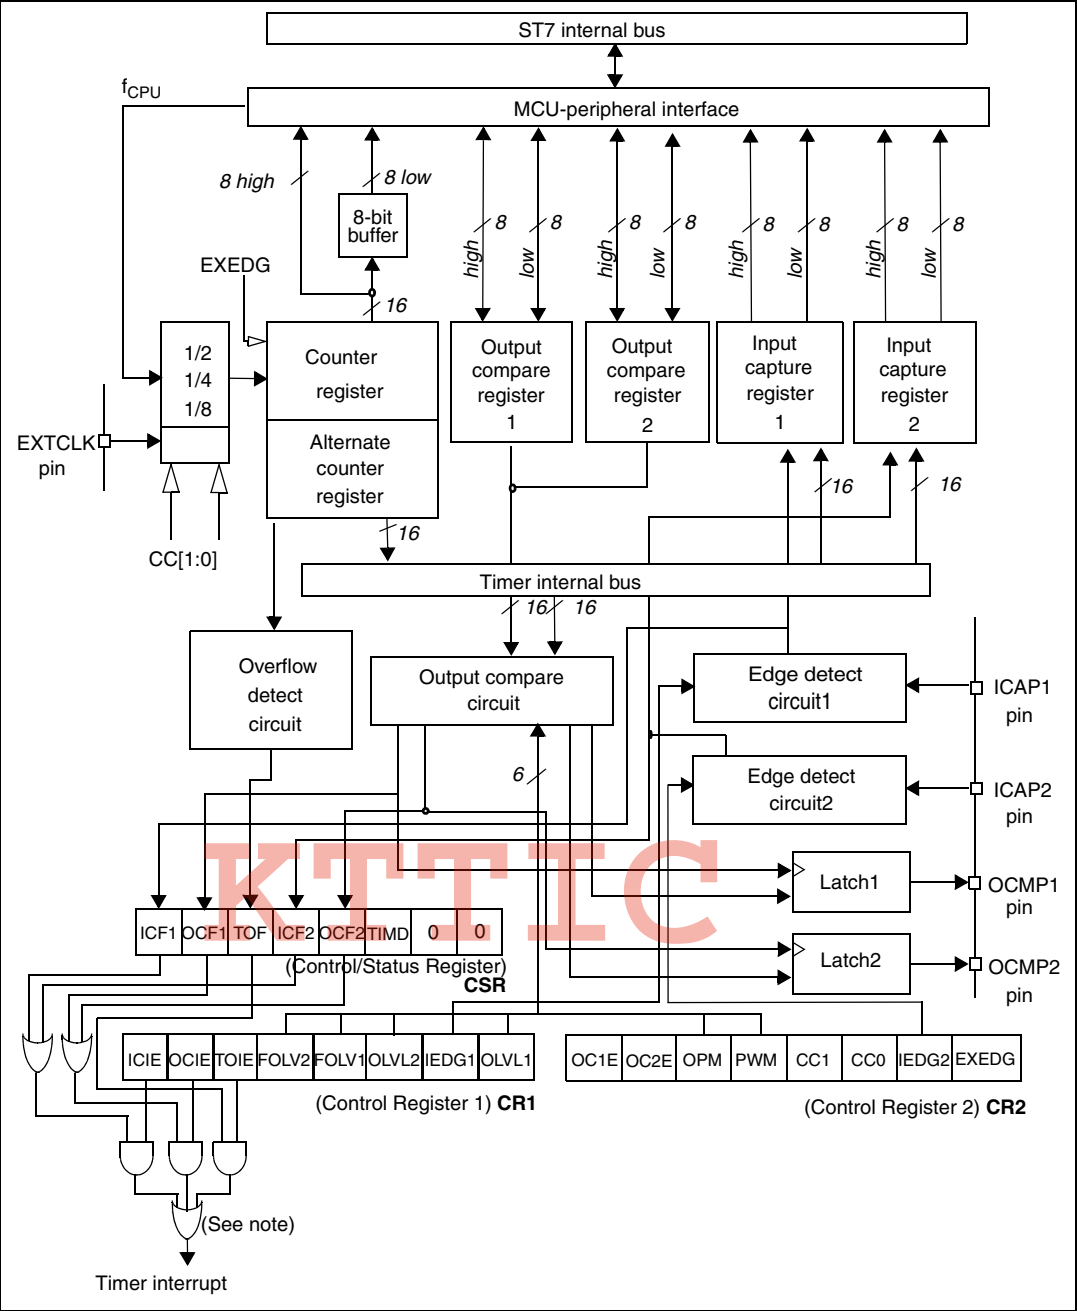 ST7 internal bus
fCPU
MCU-peripheral interface
8 high
8 low
8-bit
buffer
high
8
low
8
high
8
low
8
high
8
low
8
high
8
low
8
EXEDG
16
1/2
1/4
1/8
Counter
register
Output
compare
register
1
Output
compare
register
2
Input
capture
register
1
Input
capture
register
2
EXTCLK
pin
Alternate
counter
register
16
16
CC[1:0]
16
Timer internal bus
16
16
Overflow
detect
circuit
Output compare
circuit
Edge detect
circuit1
ICAP1
pin
6
Edge detect
circuit2
ICAP2
pin
KTTIC
Latch1
OCMP1
pin
ICF1 OCF1 TOF ICF2 OCF2 TIMD 0 0
(Control/Status Register)
CSR
Latch2
OCMP2
pin
ICIE OCIE TOIE FOLV2 FOLV1 OLVL2 IEDG1 OLVL1
(Control Register 1) CR1
OC1E OC2E OPM PWM CC1 CC0 IEDG2 EXEDG
(Control Register 2) CR2
(See note)
Timer interrupt